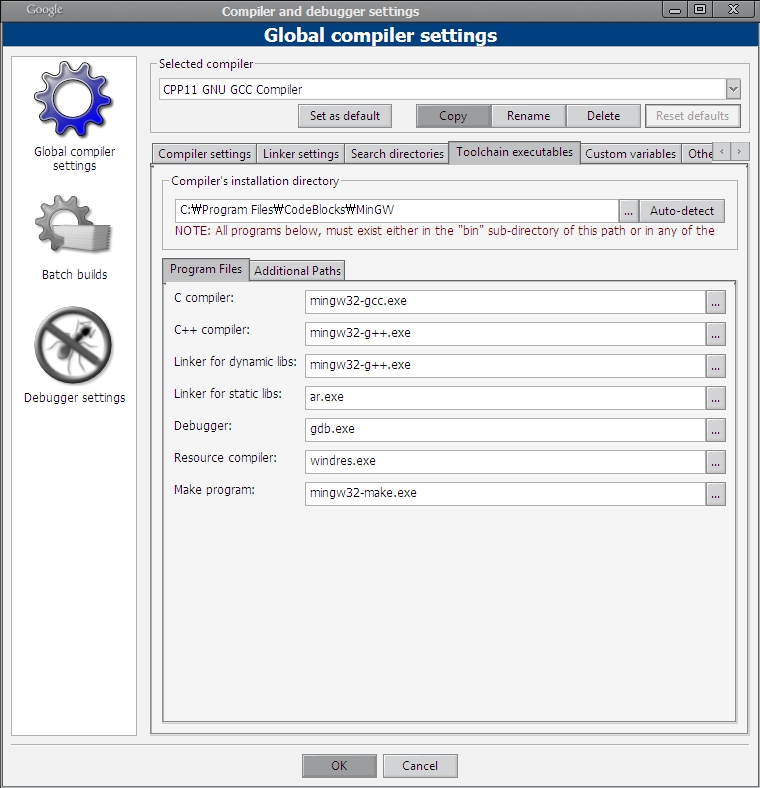 Google
Compiler and debugger settings
Global compiler settings
Global compiler
settings
Batch builds
Debugger settings
Selected compiler
CPP11 GNU GCC Compiler
Set as default
Copy
Rename
Delete
Reset defaults
Compiler settings
Linker settings
Search directories
Toolchain executables
Custom variables
Othe
Compiler's installation directory
C:₩Program Files₩CodeBlocks₩MinGW
...
Auto-detect
NOTE: All programs below, must exist either in the "bin" sub-directory of this path or in any of the
Program Files
Additional Paths
C compiler:
mingw32-gcc.exe
...
C++ compiler:
mingw32-g++.exe
...
Linker for dynamic libs:
mingw32-g++.exe
...
Linker for static libs:
ar.exe
...
Debugger:
gdb.exe
...
Resource compiler:
windres.exe
...
Make program:
mingw32-make.exe
...
OK
Cancel